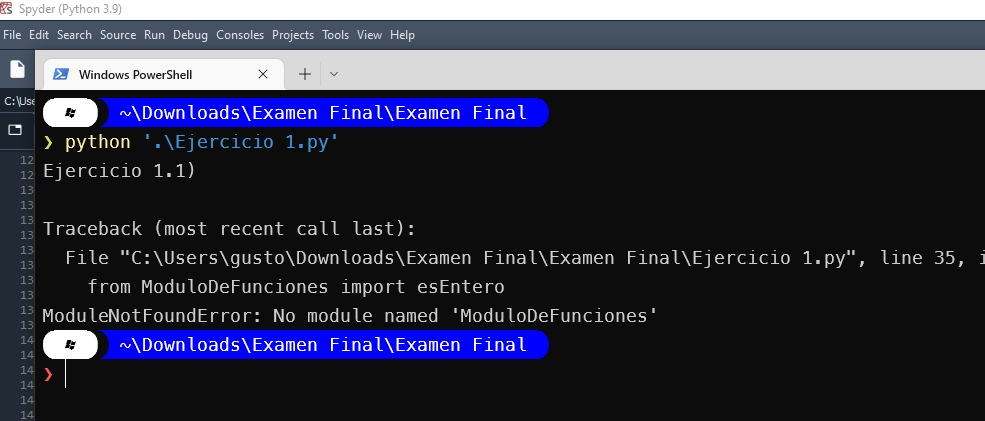 Spyder (Python 3.9)
File Edit Search Source Run Debug Consoles Projects Tools View Help
Windows PowerShell
C:\Use
~\Downloads\Examen Final\Examen Final
❯ python '.\Ejercicio 1.py'
Ejercicio 1.1)
Traceback (most recent call last):
File "C:\Users\gusto\Downloads\Examen Final\Examen Final\Ejercicio 1.py", line 35, i
from ModuloDeFunciones import esEntero
ModuleNotFoundError: No module named 'ModuloDeFunciones'
~\Downloads\Examen Final\Examen Final
❯
12
12
13
13
13
13
13
13
13
13
13
13
14
14
14
14
14
14